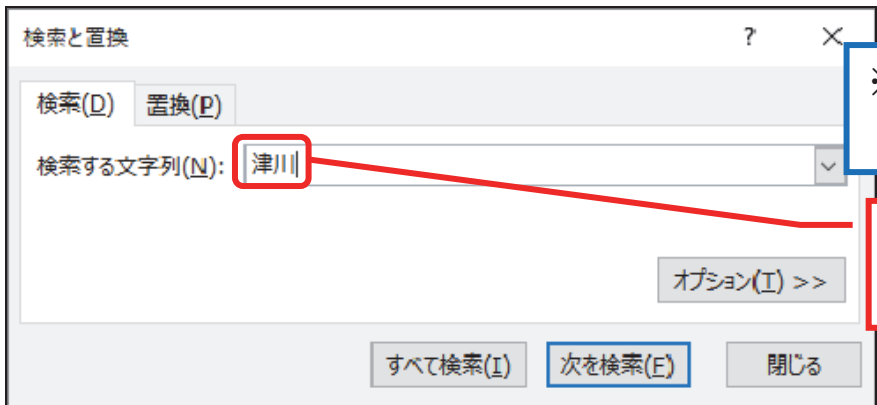 検索と置換 ?
検索(D) 置換(P)
検索する文字列(N): 津川
オプション(T) >>
すべて検索(I) 次を検索(F) 閉じる